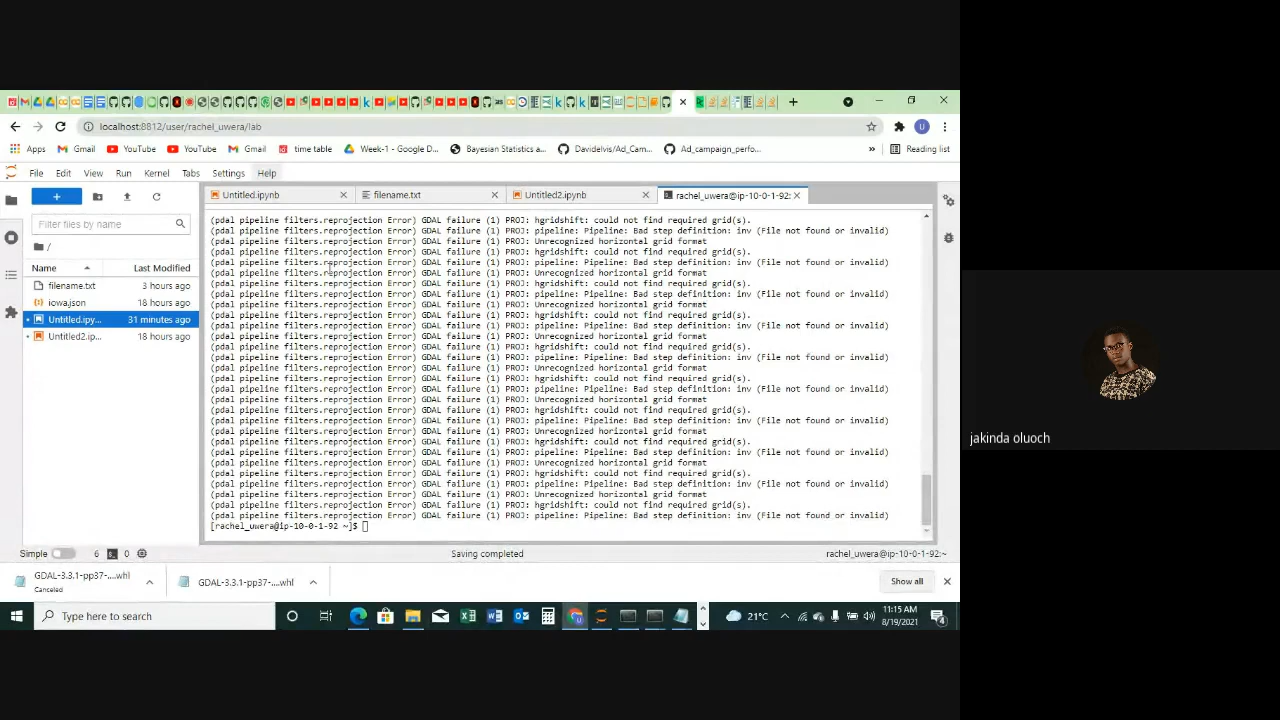 localhost:8812/user/rachel_uwera/lab
Apps Gmail YouTube YouTube Gmail time table Week-1 - Google D... Bayesian Statistics a... Davidelvis/Ad_Cam... Ad_campaign_perfo... » Reading list
File Edit View Run Kernel Tabs Settings Help
Untitled.ipynb filename.txt Untitled2.ipynb rachel_uwera@ip-10-0-1-92:
Filter files by name
/
Name Last Modified
filename.txt 3 hours ago
iowa.json 18 hours ago
Untitled.ipy... 31 minutes ago
Untitled2.ip... 18 hours ago
(pdal pipeline filters.reprojection Error) GDAL failure (1) PROJ: hgridshift: could not find required grid(s).
(pdal pipeline filters.reprojection Error) GDAL failure (1) PROJ: pipeline: Pipeline: Bad step definition: inv (File not found or invalid)
(pdal pipeline filters.reprojection Error) GDAL failure (1) PROJ: Unrecognized horizontal grid format
(pdal pipeline filters.reprojection Error) GDAL failure (1) PROJ: hgridshift: could not find required grid(s).
(pdal pipeline filters.reprojection Error) GDAL failure (1) PROJ: pipeline: Pipeline: Bad step definition: inv (File not found or invalid)
(pdal pipeline filters.reprojection Error) GDAL failure (1) PROJ: Unrecognized horizontal grid format
(pdal pipeline filters.reprojection Error) GDAL failure (1) PROJ: hgridshift: could not find required grid(s).
(pdal pipeline filters.reprojection Error) GDAL failure (1) PROJ: pipeline: Pipeline: Bad step definition: inv (File not found or invalid)
(pdal pipeline filters.reprojection Error) GDAL failure (1) PROJ: Unrecognized horizontal grid format
(pdal pipeline filters.reprojection Error) GDAL failure (1) PROJ: hgridshift: could not find required grid(s).
(pdal pipeline filters.reprojection Error) GDAL failure (1) PROJ: pipeline: Pipeline: Bad step definition: inv (File not found or invalid)
(pdal pipeline filters.reprojection Error) GDAL failure (1) PROJ: Unrecognized horizontal grid format
(pdal pipeline filters.reprojection Error) GDAL failure (1) PROJ: hgridshift: could not find required grid(s).
(pdal pipeline filters.reprojection Error) GDAL failure (1) PROJ: pipeline: Pipeline: Bad step definition: inv (File not found or invalid)
(pdal pipeline filters.reprojection Error) GDAL failure (1) PROJ: Unrecognized horizontal grid format
(pdal pipeline filters.reprojection Error) GDAL failure (1) PROJ: hgridshift: could not find required grid(s).
(pdal pipeline filters.reprojection Error) GDAL failure (1) PROJ: pipeline: Pipeline: Bad step definition: inv (File not found or invalid)
(pdal pipeline filters.reprojection Error) GDAL failure (1) PROJ: Unrecognized horizontal grid format
(pdal pipeline filters.reprojection Error) GDAL failure (1) PROJ: hgridshift: could not find required grid(s).
(pdal pipeline filters.reprojection Error) GDAL failure (1) PROJ: pipeline: Pipeline: Bad step definition: inv (File not found or invalid)
(pdal pipeline filters.reprojection Error) GDAL failure (1) PROJ: Unrecognized horizontal grid format
(pdal pipeline filters.reprojection Error) GDAL failure (1) PROJ: hgridshift: could not find required grid(s).
(pdal pipeline filters.reprojection Error) GDAL failure (1) PROJ: pipeline: Pipeline: Bad step definition: inv (File not found or invalid)
(pdal pipeline filters.reprojection Error) GDAL failure (1) PROJ: Unrecognized horizontal grid format
(pdal pipeline filters.reprojection Error) GDAL failure (1) PROJ: hgridshift: could not find required grid(s).
(pdal pipeline filters.reprojection Error) GDAL failure (1) PROJ: pipeline: Pipeline: Bad step definition: inv (File not found or invalid)
(pdal pipeline filters.reprojection Error) GDAL failure (1) PROJ: Unrecognized horizontal grid format
(pdal pipeline filters.reprojection Error) GDAL failure (1) PROJ: hgridshift: could not find required grid(s).
(pdal pipeline filters.reprojection Error) GDAL failure (1) PROJ: pipeline: Pipeline: Bad step definition: inv (File not found or invalid)
[rachel_uwera@ip-10-0-1-92 ~]$
Simple 6 0 Saving completed rachel_uwera@ip-10-0-1-92:~
GDAL-3.3.1-pp37-....whl
Canceled
GDAL-3.3.1-pp37-....whl
Show all
Type here to search
21°C
11:15 AM
8/19/2021
4
jakinda oluoch